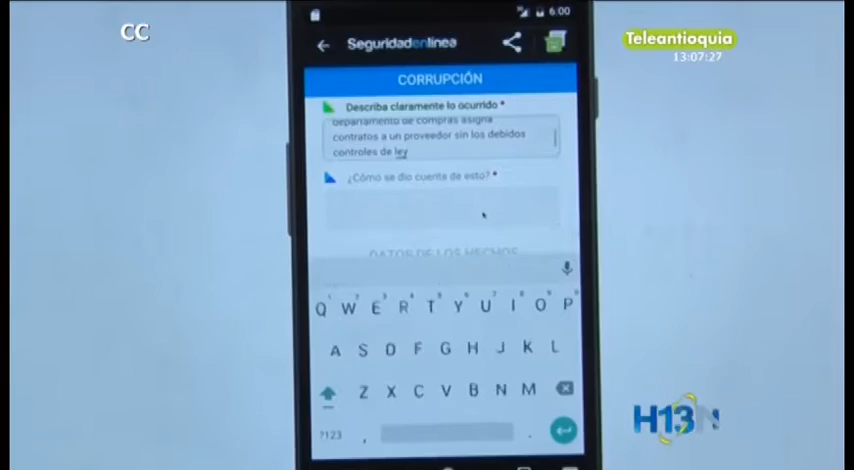 CC
Teleantioquia
13:07:27
6:00
Seguridadenlinea
CORRUPCIÓN
Describa claramente lo ocurrido *
departamento de compras asigna
contratos a un proveedor sin los debidos
controles de ley
¿Cómo se dio cuenta de esto? *
DATOS DE LOS HECHOS
Q W E R T Y U I O P
A S D F G H J K L
Z X C V B N M
?123 , .
H13N